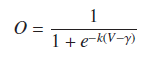 O = 1 / (1 + e^{-k(V-γ)})